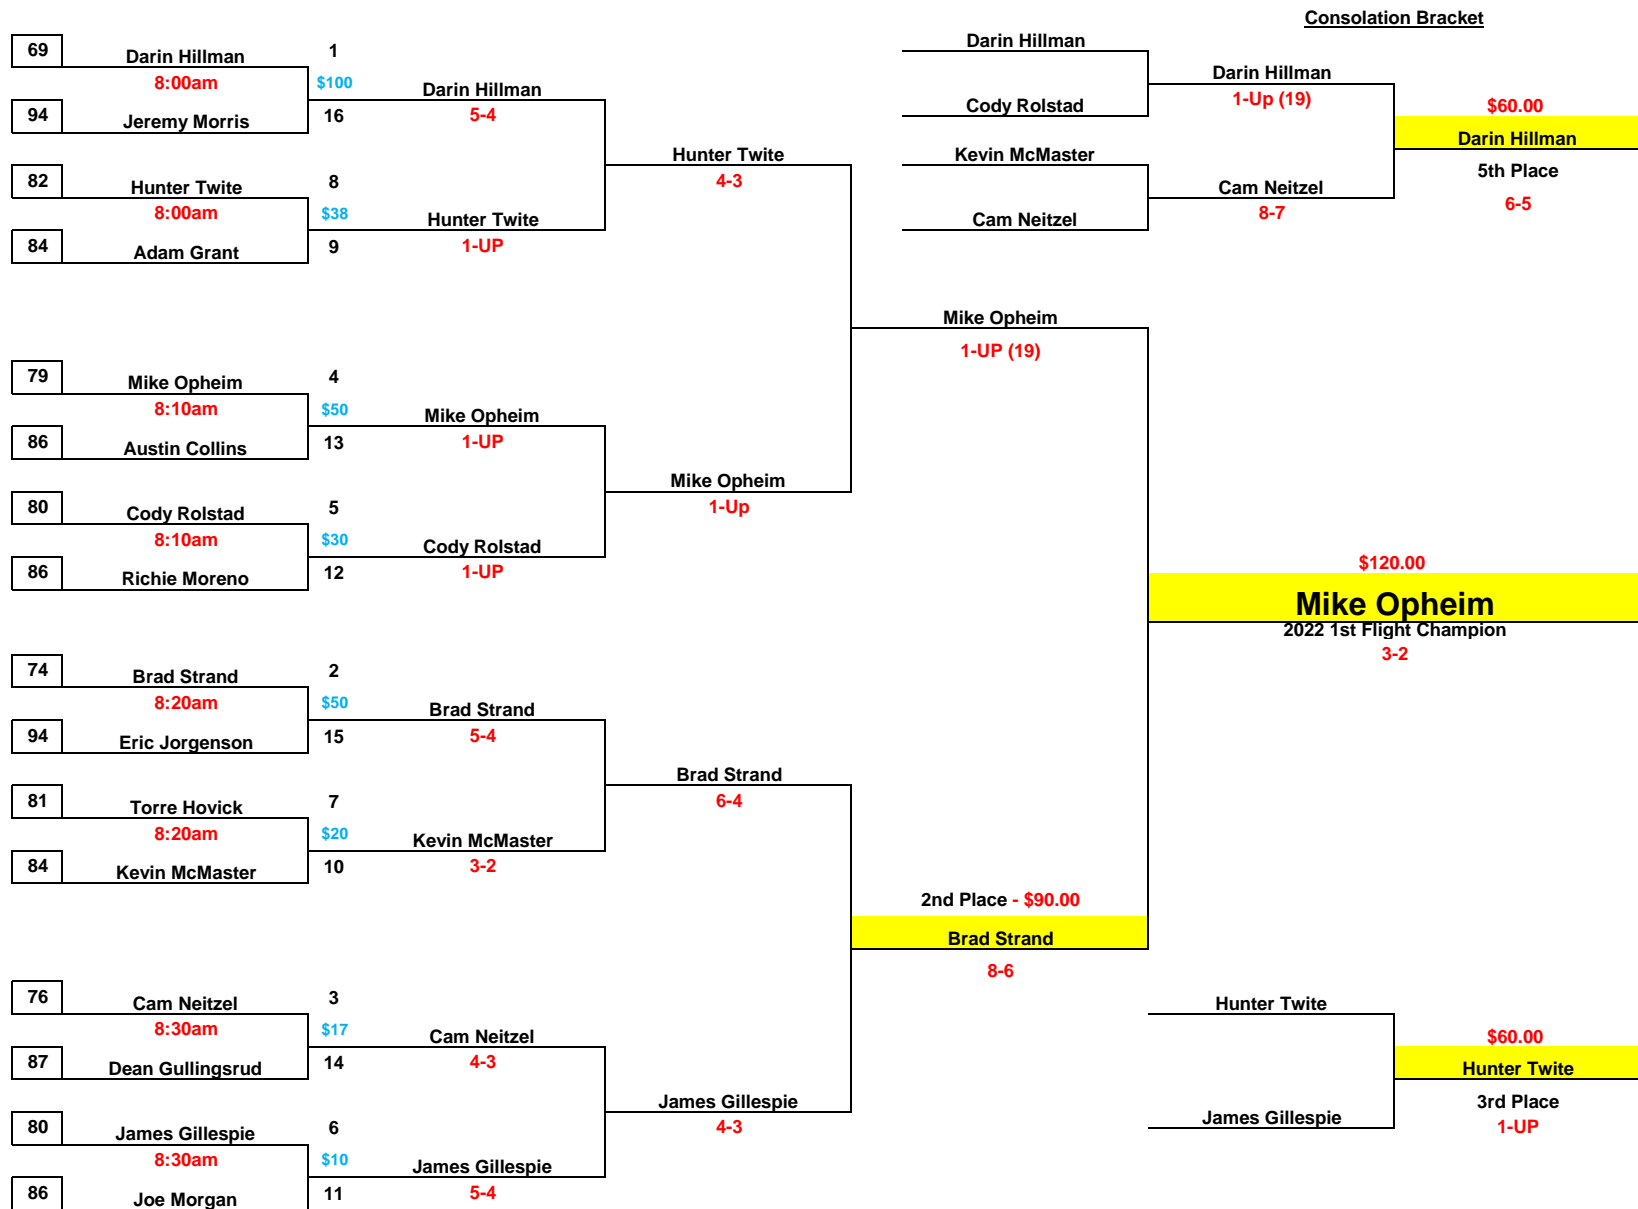 Consolation Bracket
69 Darin Hillman 1 Darin Hillman
8:00am $100 Darin Hillman Darin Hillman
94 Jeremy Morris 16 5-4 Cody Rolstad 1-Up (19) $60.00
Darin Hillman
82 Hunter Twite 8 Hunter Twite Kevin McMaster 5th Place
4-3 Cam Neitzel 6-5
8:00am $38 Hunter Twite Cam Neitzel 8-7
84 Adam Grant 9 1-UP
Mike Opheim
1-UP (19)
79 Mike Opheim 4
8:10am $50 Mike Opheim
86 Austin Collins 13 1-UP
Mike Opheim
80 Cody Rolstad 5 1-Up
8:10am $30 Cody Rolstad
86 Richie Moreno 12 1-UP
$120.00
Mike Opheim
2022 1st Flight Champion
3-2
74 Brad Strand 2
8:20am $50 Brad Strand
94 Eric Jorgenson 15 5-4
Brad Strand
81 Torre Hovick 7 6-4
8:20am $20 Kevin McMaster
84 Kevin McMaster 10 3-2
2nd Place - $90.00
Brad Strand
8-6
76 Cam Neitzel 3 Hunter Twite
8:30am $17 Cam Neitzel $60.00
87 Dean Gullingsrud 14 4-3 Hunter Twite
James Gillespie 3rd Place
80 James Gillespie 6 4-3 James Gillespie 1-UP
8:30am $10 James Gillespie
86 Joe Morgan 11 5-4